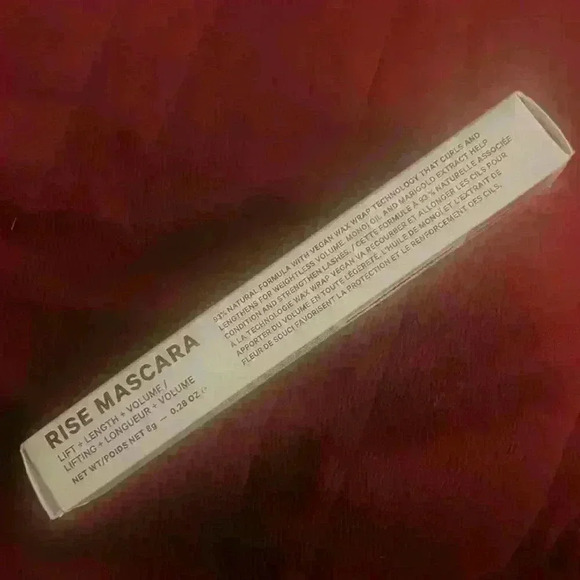 RISE MASCARA
LIFT + LENGTH + VOLUME /
LIFTING + LONGUEUR + VOLUME
NET WT/POIDS NET 8g — 0.28 OZ ℮
93% NATURAL FORMULA WITH VEGAN WAX WRAP TECHNOLOGY THAT CURLS AND
LENGTHENS FOR WEIGHTLESS VOLUME. MONOI OIL AND MARIGOLD EXTRACT HELP
CONDITION AND STRENGTHEN LASHES. / CETTE FORMULE À 93 % NATURELLE ASSOCIÉE
À LA TECHNOLOGIE WAX WRAP VEGAN VA RECOURBER ET ALLONGER LES CILS POUR
APPORTER DU VOLUME EN TOUTE LÉGÈRETÉ. L'HUILE DE MONOI ET L'EXTRAIT DE
FLEUR DE SOUCI FAVORISENT LA PROTECTION ET LE RENFORCEMENT DES CILS.